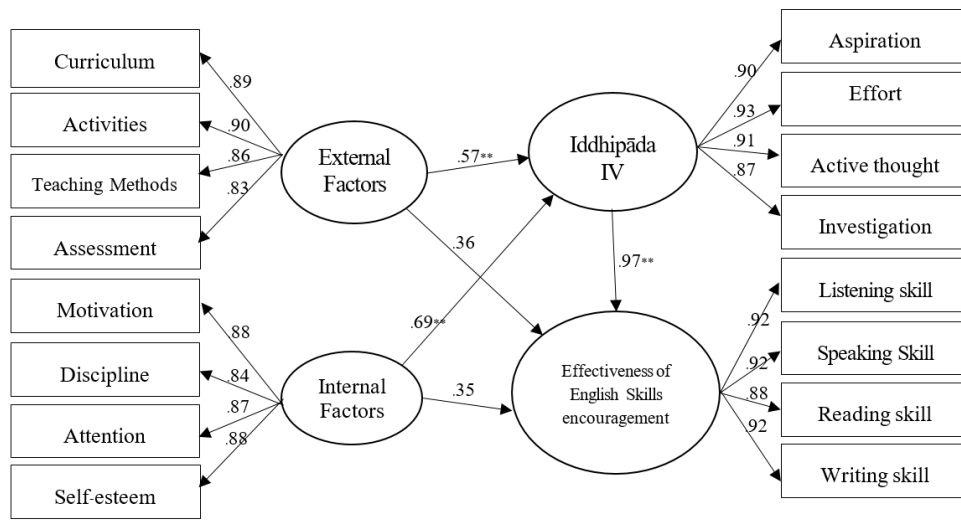 Curriculum
Activities
Teaching Methods
Assessment
Motivation
Discipline
Attention
Self-esteem
.89
.90
.86
.83
.88
.84
.87
.88
External
Factors
Internal
Factors
.57**
.36
.69**
.35
Iddhipāda
IV
.97**
Effectiveness of
English Skills
encouragement
.90
.93
.91
.87
.92
.92
.88
.92
Aspiration
Effort
Active thought
Investigation
Listening skill
Speaking Skill
Reading skill
Writing skill